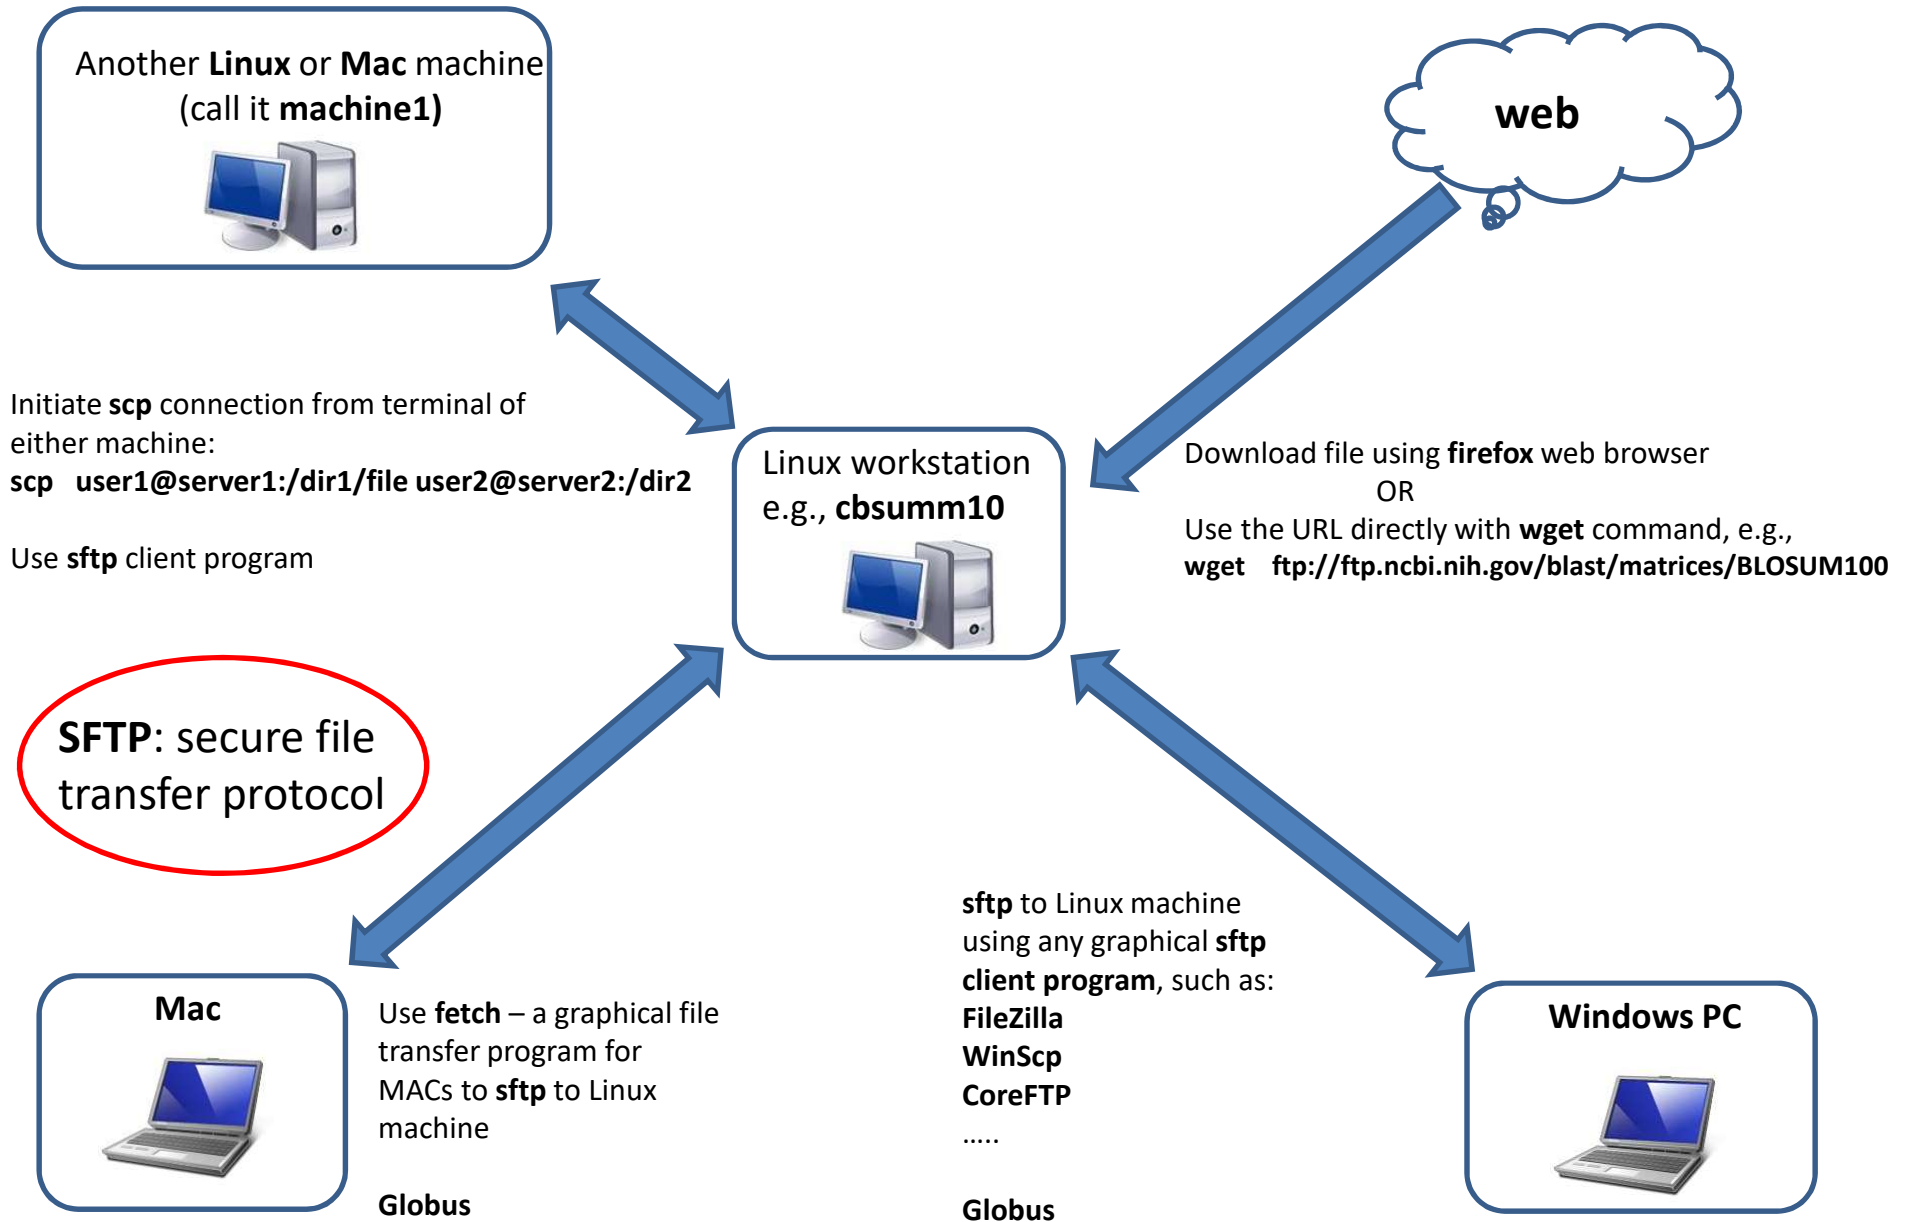 Another Linux or Mac machine
(call it machine1)
web
Initiate scp connection from terminal of
either machine:
scp user1@server1:/dir1/file user2@server2:/dir2
Use sftp client program
Linux workstation
e.g., cbsumm10
Download file using firefox web browser
OR
Use the URL directly with wget command, e.g.,
wget ftp://ftp.ncbi.nih.gov/blast/matrices/BLOSUM100
SFTP: secure file
transfer protocol
Mac
Use fetch – a graphical file
transfer program for
MACs to sftp to Linux
machine
Globus
sftp to Linux machine
using any graphical sftp
client program, such as:
FileZilla
WinScp
CoreFTP
…..
Globus
Windows PC